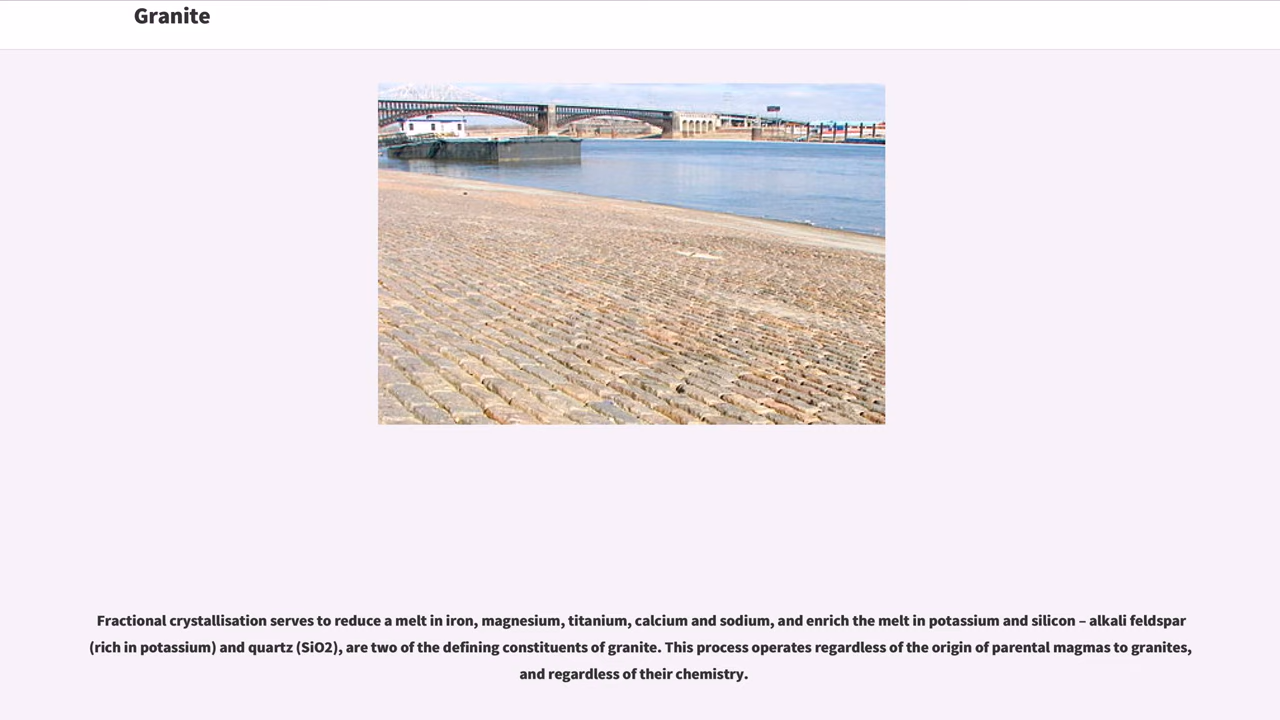 Granite
Fractional crystallisation serves to reduce a melt in iron, magnesium, titanium, calcium and sodium, and enrich the melt in potassium and silicon – alkali feldspar
(rich in potassium) and quartz (SiO2), are two of the defining constituents of granite. This process operates regardless of the origin of parental magmas to granites,
and regardless of their chemistry.